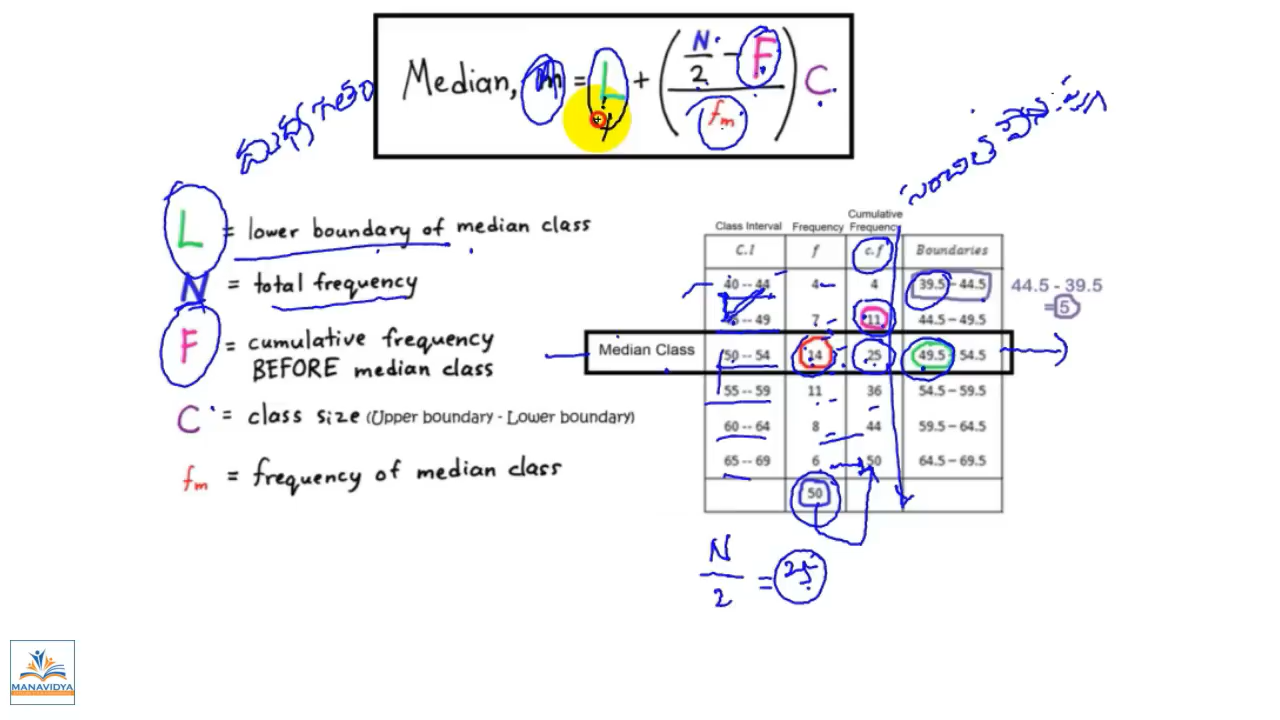 Median, m = L + ( N/2 - F / fm ) C
L = lower boundary of median class
N = total frequency
F = cumulative frequency
BEFORE median class
C = class size (Upper boundary - Lower boundary)
fm = frequency of median class
Class Interval Frequency Cumulative Frequency
C.I f c.f Boundaries
40 -- 44 4 4 39.5 - 44.5 44.5 - 39.5
= 5
-- 49 7 11 44.5 - 49.5
Median Class 50 -- 54 14 25 49.5 - 54.5
55 -- 59 11 36 54.5 - 59.5
60 -- 64 8 44 59.5 - 64.5
65 -- 69 6 50 64.5 - 69.5
50
N/2 = 25
MANAVIDYA